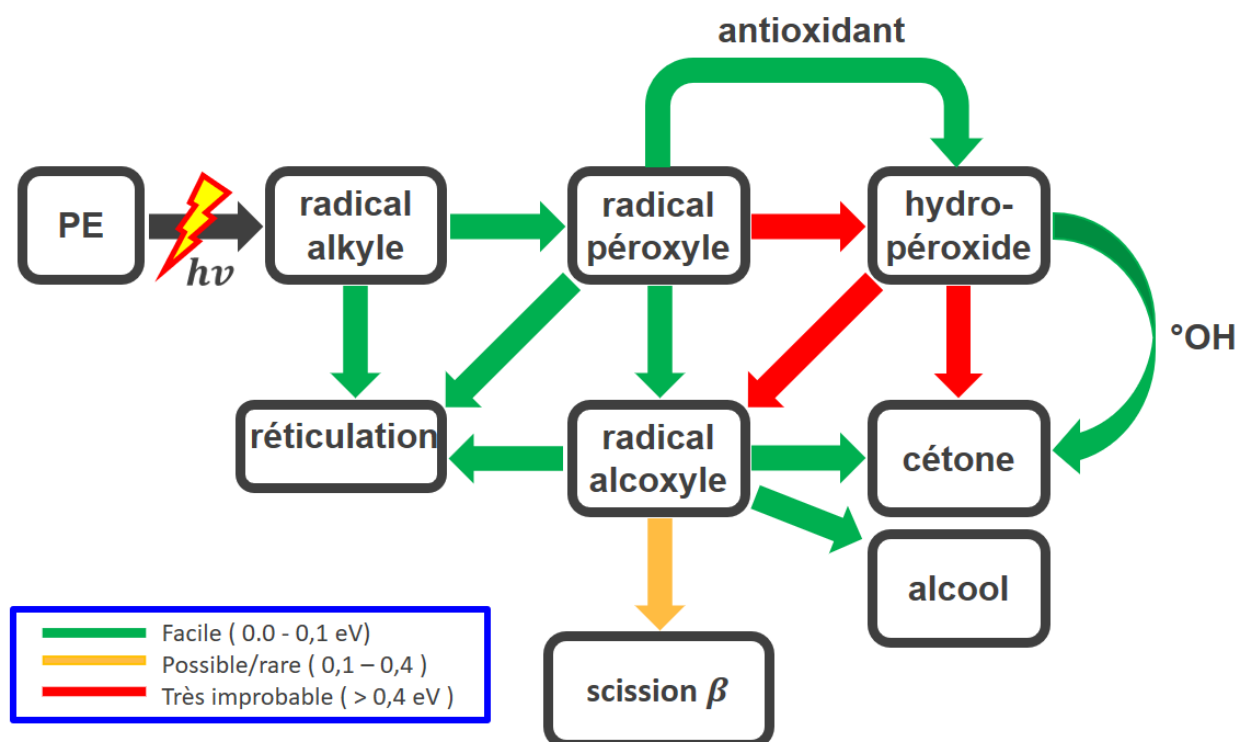 antioxidant
PE
hν
radical
alkyle
radical
péroxyle
hydro-
péroxide
°OH
réticulation
radical
alcoxyle
cétone
alcool
scission β
Facile ( 0.0 - 0,1 eV)
Possible/rare ( 0,1 – 0,4 )
Très improbable ( > 0,4 eV )